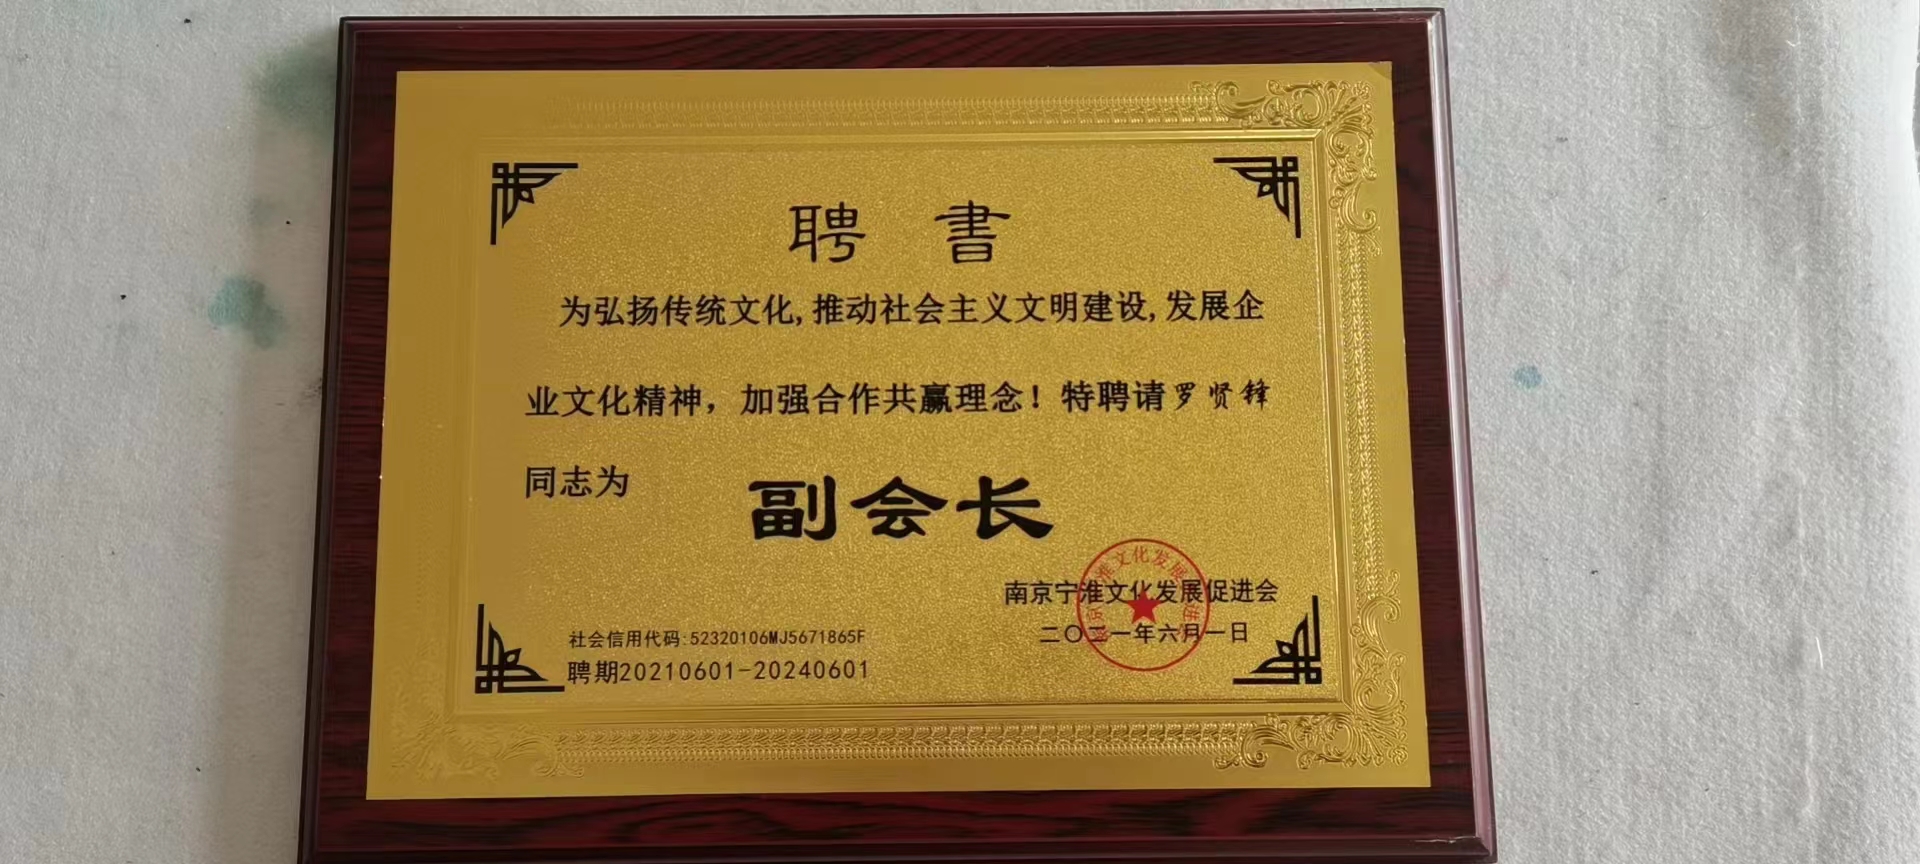 聘書
为弘扬传统文化,推动社会主义文明建设,发展企
业文化精神，加强合作共赢理念！特聘请罗贤锋
同志为
副会长
南京宁淮文化发展促进会
二〇二一年六月一日
社会信用代码:52320106MJ5671865F
聘期20210601-20240601